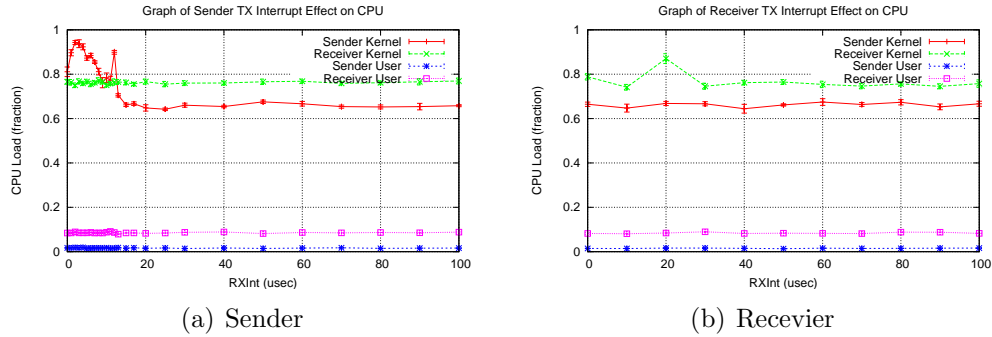 Graph of Sender TX Interrupt Effect on CPU
1
0.8
0.6
0.4
0.2
0
CPU Load (fraction)
Sender Kernel
Receiver Kernel
Sender User
Receiver User
0 20 40 60 80 100
RXInt (usec)
(a) Sender
Graph of Receiver TX Interrupt Effect on CPU
1
0.8
0.6
0.4
0.2
0
CPU Load (fraction)
Sender Kernel
Receiver Kernel
Sender User
Receiver User
0 20 40 60 80 100
RXInt (usec)
(b) Recevier